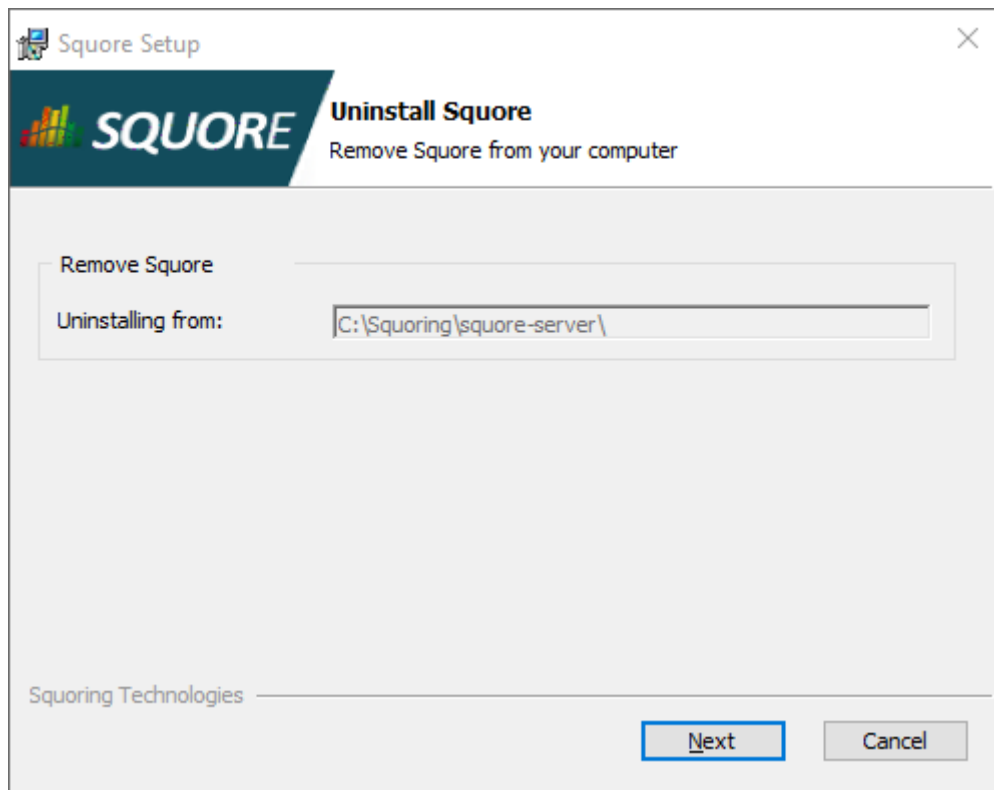 Squore Setup
SQUORE
Uninstall Squore
Remove Squore from your computer
Remove Squore
Uninstalling from:
C:\Squoring\squore-server\
Squoring Technologies
Next
Cancel